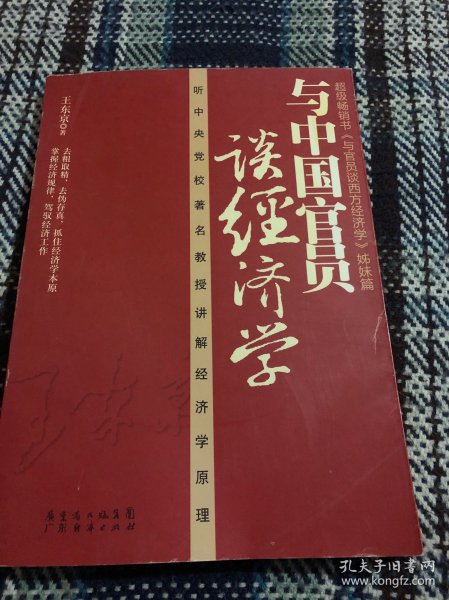 超级畅销书《与官员谈西方经济学》姊妹篇
与中国官员
谈經济学
听中央党校著名教授讲解经济学原理
王东京 著
去粗取精、去伪存真，抓住经济学本原
掌握经济规律，驾驭经济工作
王东京
广东省出版集团
广东经济出版社
孔夫子旧书网
www.kongfz.com